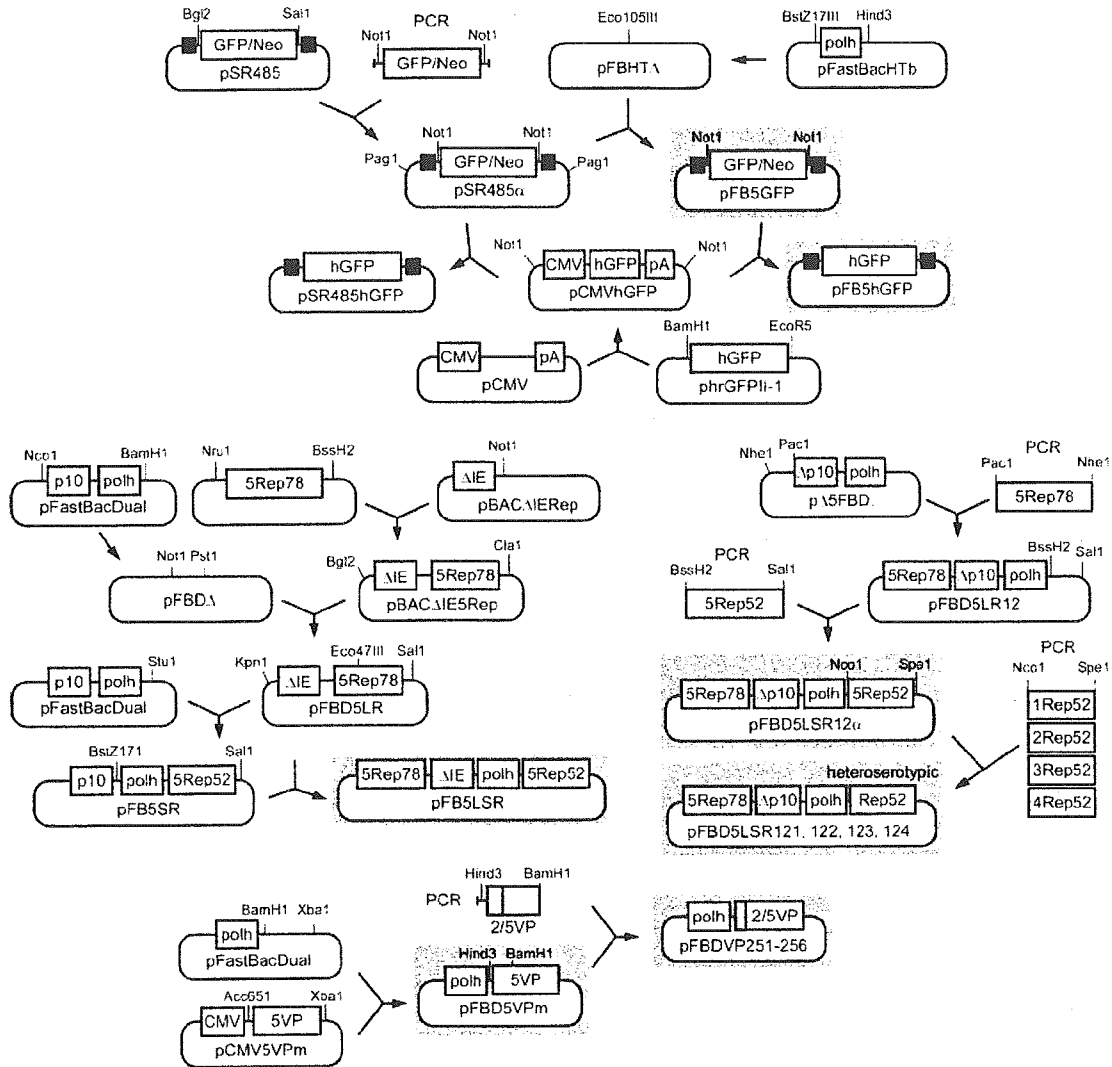 Bgl2 Sal1
GFP/Neo
pSR485
PCR
Not1 Not1
GFP/Neo
Eco105III
pFBHTΔ
BstZ17III Hind3
polh
pFastBacHTb
Not1 Not1
Pag1 GFP/Neo Pag1
pSR485α
Not1 Not1
GFP/Neo
pFB5GFP
hGFP
pSR485hGFP
Not1 Not1
CMV hGFP pA
pCMVhGFP
hGFP
pFB5hGFP
CMV pA
pCMV
BamH1 EcoR5
hGFP
phrGFPIi-1
Nco1 BamH1
p10 polh
pFastBacDual
Nru1 BssH2
5Rep78
Not1
ΔIE
pBACΔIERep
Nhe1 Pac1
Δp10 polh
pΔ5FBD.
PCR
Pac1 Nhe1
5Rep78
Not1 Pst1
pFBDΔ
Bgl2 Cla1
ΔIE 5Rep78
pBACΔIE5Rep
PCR
BssH2 Sal1
5Rep52
BssH2 Sal1
5Rep78 Δp10 polh
pFBD5LR12
Stu1
p10 polh
pFastBacDual
Kpn1 Eco47III Sal1
ΔIE 5Rep78
pFBD5LR
Nco1 Spe1
5Rep78 Δp10 polh 5Rep52
pFBD5LSR12α
PCR
Nco1 Spe1
1Rep52
2Rep52
3Rep52
4Rep52
BstZ171 Sal1
p10 polh 5Rep52
pFB5SR
5Rep78 ΔIE polh 5Rep52
pFB5LSR
heteroserotypic
5Rep78 Δp10 polh Rep52
pFBD5LSR121, 122, 123, 124
PCR
Hind3 BamH1
2/5VP
BamH1 Xba1
polh
pFastBacDual
Acc651 Xba1
CMV 5VP
pCMV5VPm
Hind3 BamH1
polh 5VP
pFBD5VPm
polh 2/5VP
pFBDVP251-256